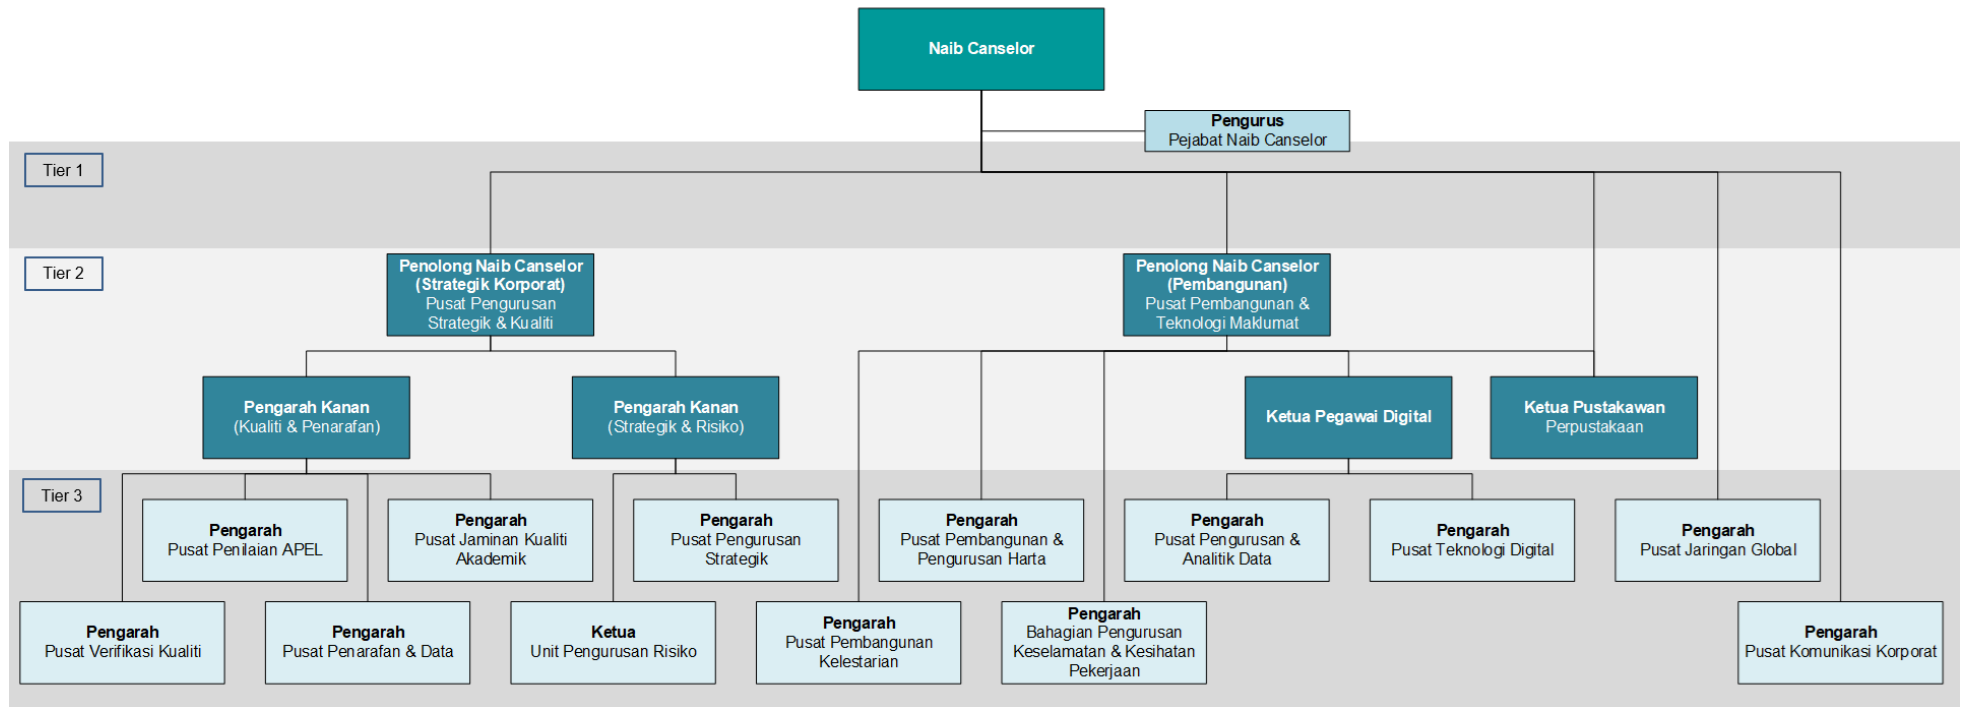 Naib Canselor
Pengurus
Pejabat Naib Canselor
Tier 1
Tier 2
Penolong Naib Canselor
(Strategik Korporat)
Pusat Pengurusan
Strategik & Kualiti
Penolong Naib Canselor
(Pembangunan)
Pusat Pembangunan &
Teknologi Maklumat
Pengarah Kanan
(Kualiti & Penarafan)
Pengarah Kanan
(Strategik & Risiko)
Ketua Pegawai Digital
Ketua Pustakawan
Perpustakaan
Tier 3
Pengarah
Pusat Penilaian APEL
Pengarah
Pusat Jaminan Kualiti
Akademik
Pengarah
Pusat Pengurusan
Strategik
Pengarah
Pusat Pembangunan &
Pengurusan Harta
Pengarah
Pusat Pengurusan &
Analitik Data
Pengarah
Pusat Teknologi Digital
Pengarah
Pusat Jaringan Global
Pengarah
Pusat Verifikasi Kualiti
Pengarah
Pusat Penarafan & Data
Ketua
Unit Pengurusan Risiko
Pengarah
Pusat Pembangunan
Kelestarian
Pengarah
Bahagian Pengurusan
Keselamatan & Kesihatan
Pekerjaan
Pengarah
Pusat Komunikasi Korporat